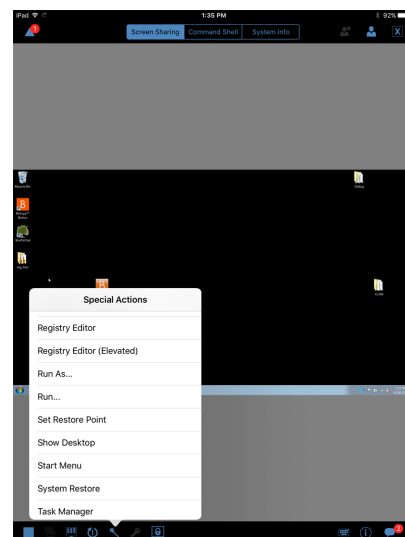 iPad
1:35 PM
92%
1
Screen Sharing
Command Shell
System Info
X
Recycle Bin
Debug
Special Actions
Registry Editor
Registry Editor (Elevated)
Run As...
Run...
Set Restore Point
Show Desktop
Start Menu
System Restore
Task Manager
2